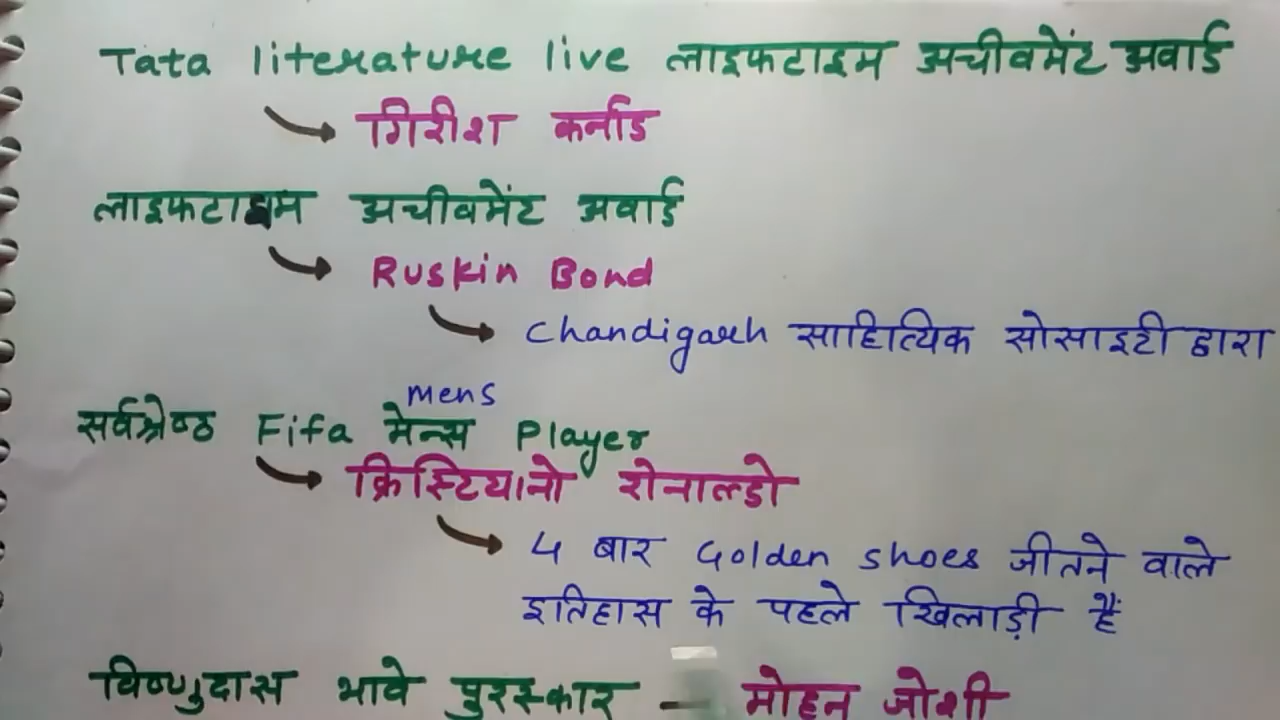 Tata literature live लाइफटाइम अचीवमेंट अवार्ड
गिरीश कर्नाड
लाइफटाइम अचीवमेंट अवार्ड
Ruskin Bond
Chandigarh साहित्यिक सोसाइटी द्वारा
mens
सर्वश्रेष्ठ Fifa मेन्स Player
क्रिस्टियानो रोनाल्डो
4 बार Golden shoes जीतने वाले
इतिहास के पहले खिलाड़ी हैं
विष्णुदास भावे पुरस्कार — मोहन जोशी